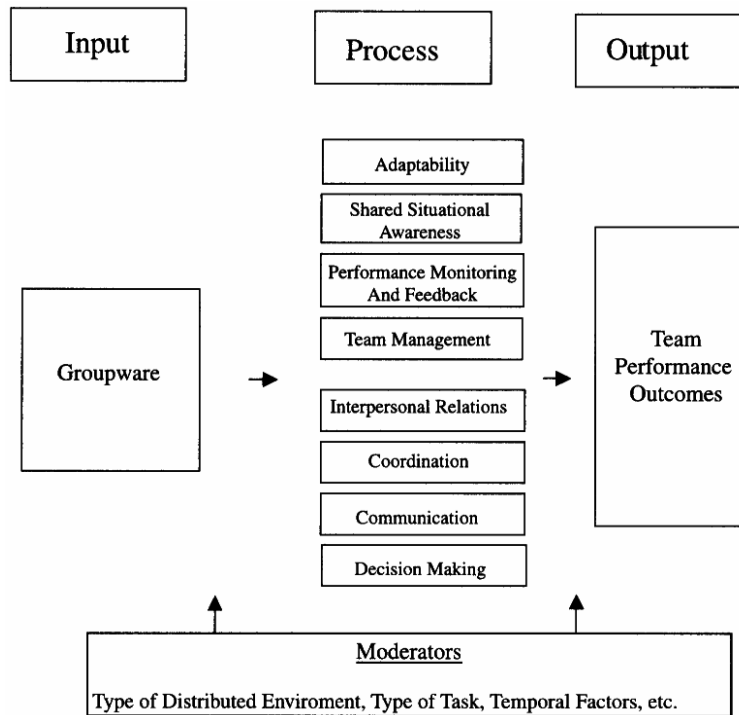 Input
Process
Output
Adaptability
Shared Situational
Awareness
Performance Monitoring
And Feedback
Team Management
Groupware
Interpersonal Relations
Coordination
Communication
Decision Making
Team
Performance
Outcomes
Moderators
Type of Distributed Enviroment, Type of Task, Temporal Factors, etc.